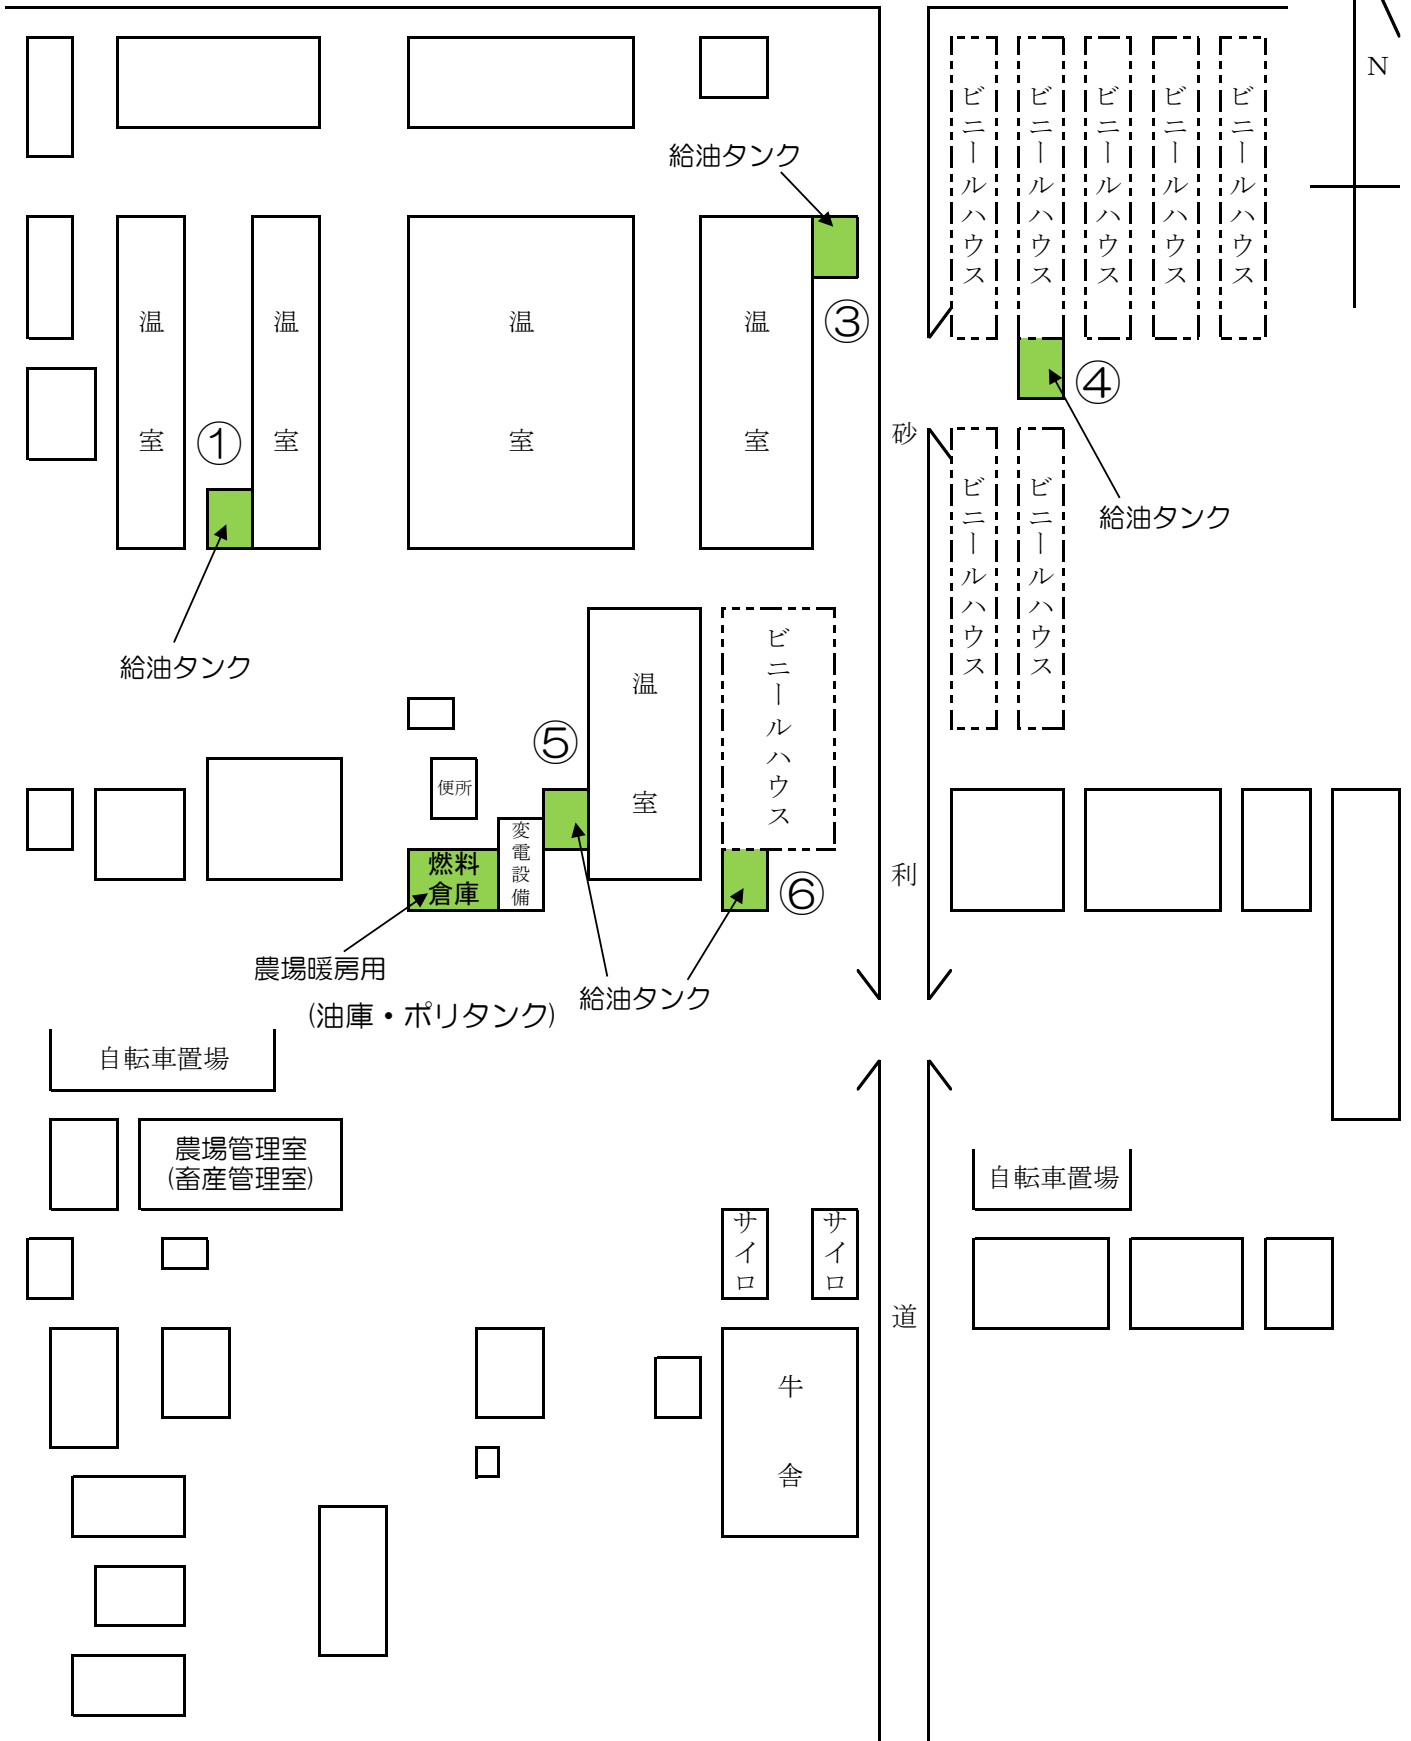 N
ビニールハウス
ビニールハウス
ビニールハウス
ビニールハウス
ビニールハウス
給油タンク
温室
温室
温室
温室
③
④
①
給油タンク
砂利道
ビニールハウス
ビニールハウス
給油タンク
温室
ビニールハウス
⑤
便所
変電設備
燃料
倉庫
⑥
農場暖房用
(油庫・ポリタンク)
給油タンク
自転車置場
農場管理室
(畜産管理室)
自転車置場
サイロ
サイロ
牛舎